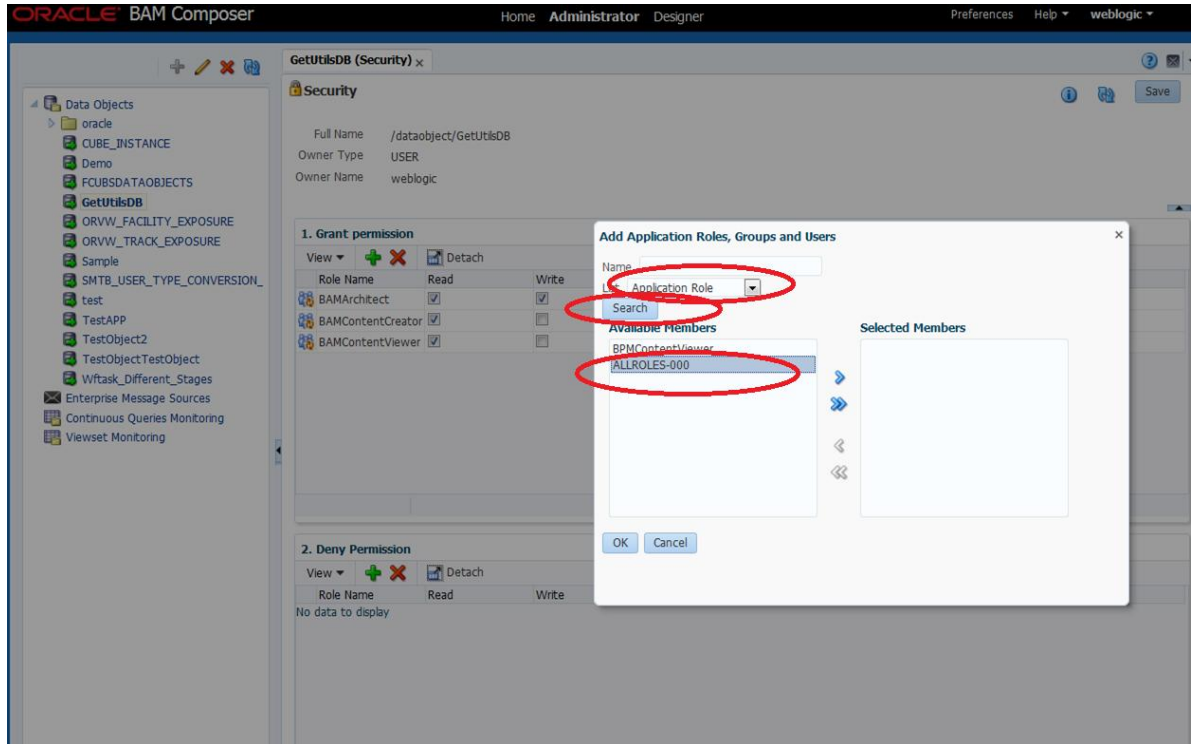 ORACLE BAM Composer
Home Administrator Designer
Preferences Help weblogic
GetUtilsDB (Security)
Security
Save
Full Name /dataobject/GetUtilsDB
Owner Type USER
Owner Name weblogic
Data Objects
oracle
CUBE_INSTANCE
Demo
FCUBSDATAOBJECTS
GetUtilsDB
ORVW_FACILITY_EXPOSURE
ORVW_TRACK_EXPOSURE
Sample
SMTB_USER_TYPE_CONVERSION_
test
TestAPP
TestObject2
TestObjectTestObject
Wftask_Different_Stages
Enterprise Message Sources
Continuous Queries Monitoring
Viewset Monitoring
1. Grant permission
View Detach
Role Name Read Write
BAMArchitect
BAMContentCreator
BAMContentViewer
2. Deny Permission
View Detach
Role Name Read Write
No data to display
Add Application Roles, Groups and Users
Name
Application Role
Search
Available Members
BPMContentViewer
ALLROLES-000
Selected Members
OK Cancel